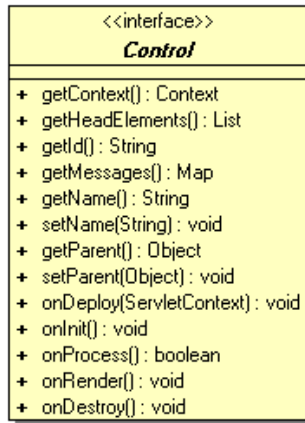 <<interface>>
Control
+ getContext() : Context
+ getHeadElements() : List
+ getId() : String
+ getMessages() : Map
+ getName() : String
+ setName(String) : void
+ getParent() : Object
+ setParent(Object) : void
+ onDeploy(ServletContext) : void
+ onInit() : void
+ onProcess() : boolean
+ onRender() : void
+ onDestroy() : void